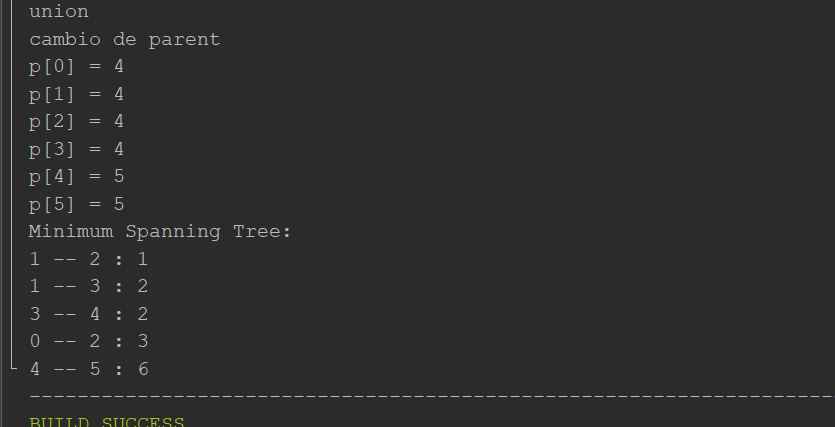 union
cambio de parent
p[0] = 4
p[1] = 4
p[2] = 4
p[3] = 4
p[4] = 5
p[5] = 5
Minimum Spanning Tree:
1 -- 2 : 1
1 -- 3 : 2
3 -- 4 : 2
0 -- 2 : 3
4 -- 5 : 6
------------------------------------------------------------------------
BUILD SUCCESS